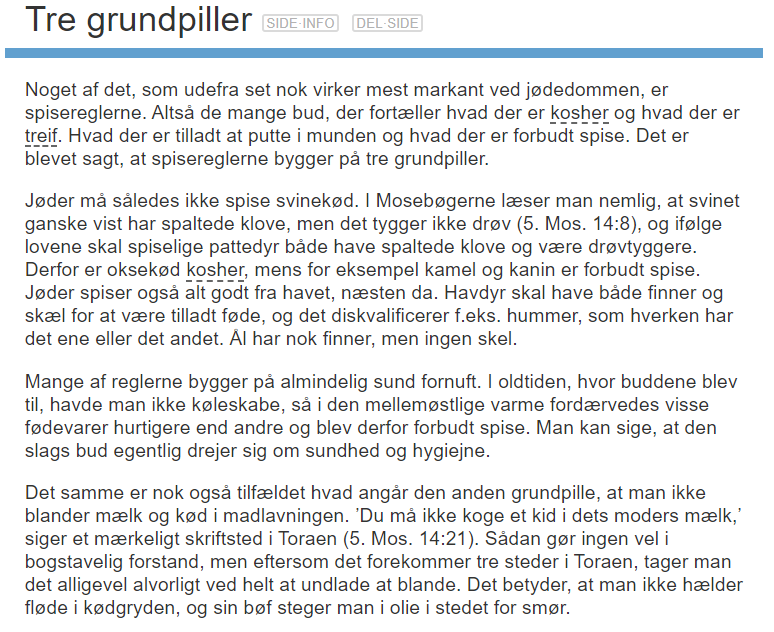 Tre grundpiller SIDE·INFO DEL·SIDE
Noget af det, som udefra set nok virker mest markant ved jødedommen, er
spisereglerne. Altså de mange bud, der fortæller hvad der er kosher og hvad der er
treif. Hvad der er tilladt at putte i munden og hvad der er forbudt spise. Det er
blevet sagt, at spisereglerne bygger på tre grundpiller.
Jøder må således ikke spise svinekød. I Mosebøgerne læser man nemlig, at svinet
ganske vist har spaltede klove, men det tygger ikke drøv (5. Mos. 14:8), og ifølge
lovene skal spiselige pattedyr både have spaltede klove og være drøvtyggere.
Derfor er oksekød kosher, mens for eksempel kamel og kanin er forbudt spise.
Jøder spiser også alt godt fra havet, næsten da. Havdyr skal have både finner og
skæl for at være tilladt føde, og det diskvalificerer f.eks. hummer, som hverken har
det ene eller det andet. Ål har nok finner, men ingen skel.
Mange af reglerne bygger på almindelig sund fornuft. I oldtiden, hvor buddene blev
til, havde man ikke køleskabe, så i den mellemøstlige varme fordærvedes visse
fødevarer hurtigere end andre og blev derfor forbudt spise. Man kan sige, at den
slags bud egentlig drejer sig om sundhed og hygiejne.
Det samme er nok også tilfældet hvad angår den anden grundpille, at man ikke
blander mælk og kød i madlavningen. ’Du må ikke koge et kid i dets moders mælk,’
siger et mærkeligt skriftsted i Toraen (5. Mos. 14:21). Sådan gør ingen vel i
bogstavelig forstand, men eftersom det forekommer tre steder i Toraen, tager man
det alligevel alvorligt ved helt at undlade at blande. Det betyder, at man ikke hælder
fløde i kødgryden, og sin bøf steger man i olie i stedet for smør.